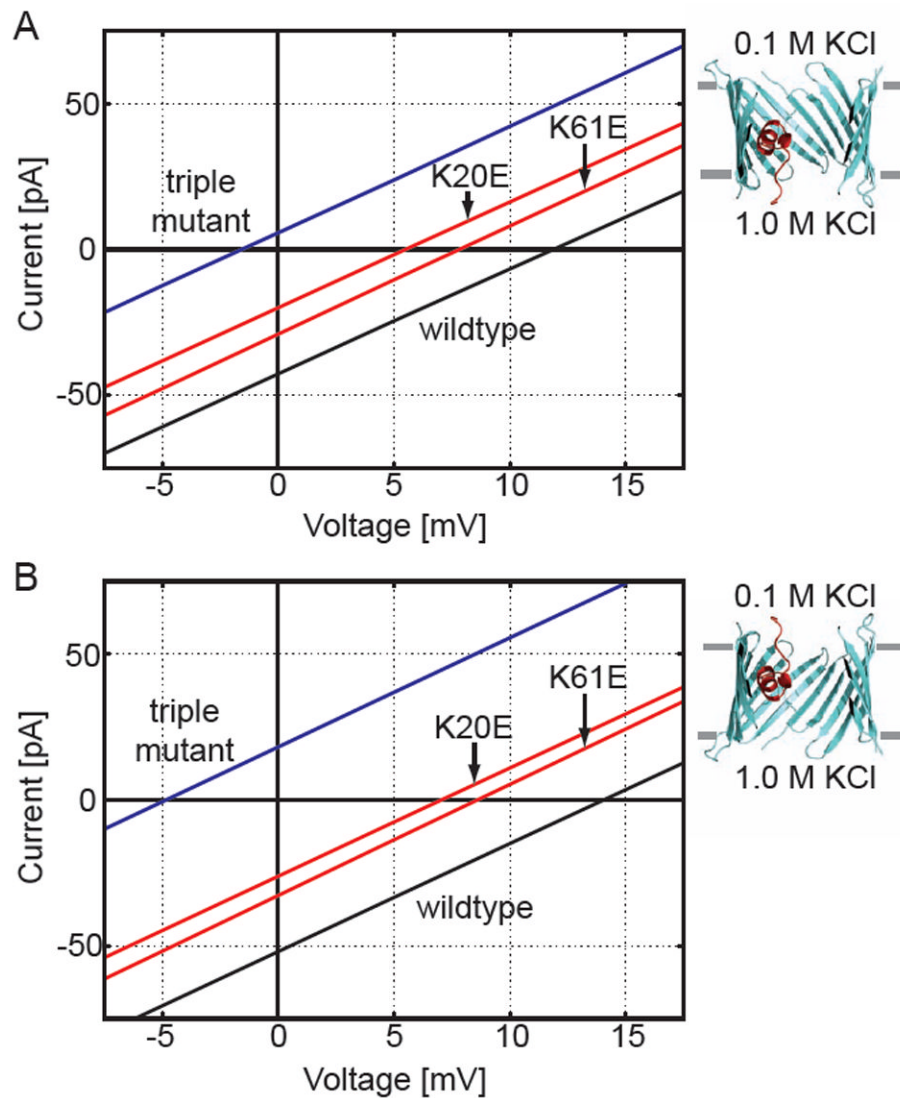 A
0.1 M KCl
50
K61E
K20E
triple
mutant
0
1.0 M KCl
wildtype
-50
Current [pA]
-5
0
5
10
15
Voltage [mV]
B
0.1 M KCl
50
K61E
K20E
triple
mutant
0
1.0 M KCl
wildtype
-50
Current [pA]
-5
0
5
10
15
Voltage [mV]